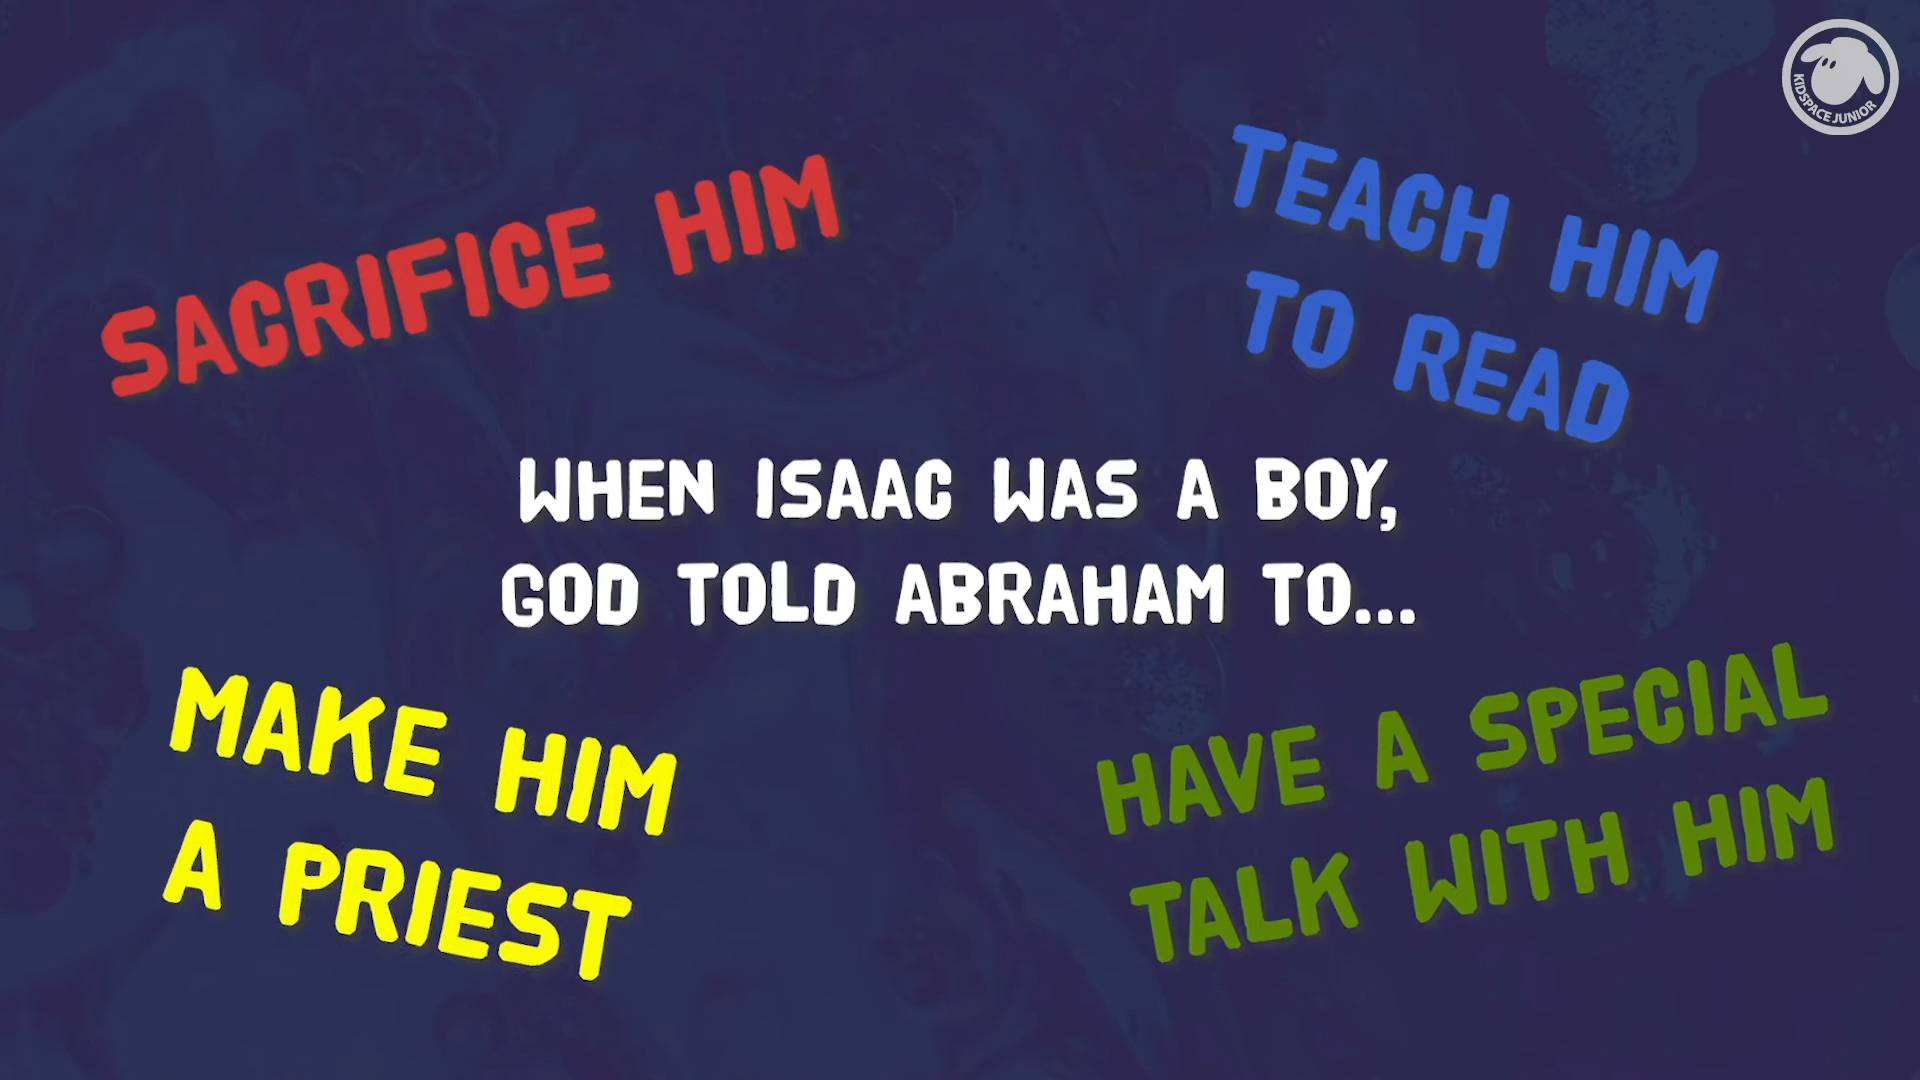 KIDSPACE JUNIOR
SACRIFICE HIM
TEACH HIM
TO READ
WHEN ISAAC WAS A BOY,
GOD TOLD ABRAHAM TO...
MAKE HIM
A PRIEST
HAVE A SPECIAL
TALK WITH HIM